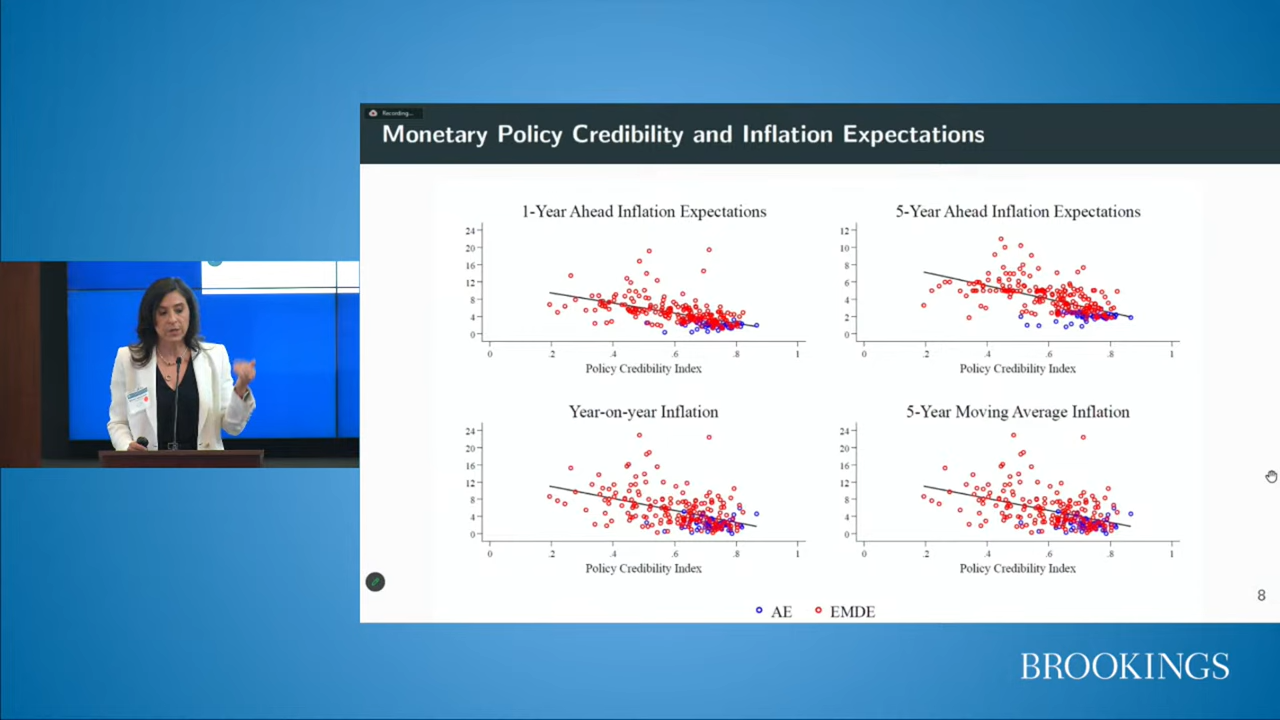 Recording...
Monetary Policy Credibility and Inflation Expectations
1-Year Ahead Inflation Expectations
24
20
16
12
8
4
0
0 .2 .4 .6 .8 1
Policy Credibility Index
5-Year Ahead Inflation Expectations
12
10
8
6
4
2
0
0 .2 .4 .6 .8 1
Policy Credibility Index
Year-on-year Inflation
24
20
16
12
8
4
0
0 .2 .4 .6 .8 1
Policy Credibility Index
5-Year Moving Average Inflation
24
20
16
12
8
4
0
0 .2 .4 .6 .8 1
Policy Credibility Index
AE EMDE
8
BROOKINGS